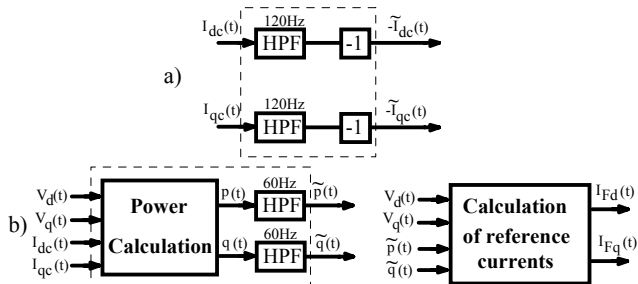 120Hz
I_dc(t) HPF -1 -Ĩ_dc(t)
a)
120Hz
I_qc(t) HPF -1 -Ĩ_qc(t)
b)
V_d(t)
V_q(t)
I_dc(t)
I_qc(t)
Power
Calculation
p(t) 60Hz HPF p̃(t)
q(t) 60Hz HPF q̃(t)
V_d(t)
V_q(t)
p̃(t)
q̃(t)
Calculation
of reference
currents
I_Fd(t)
I_Fq(t)